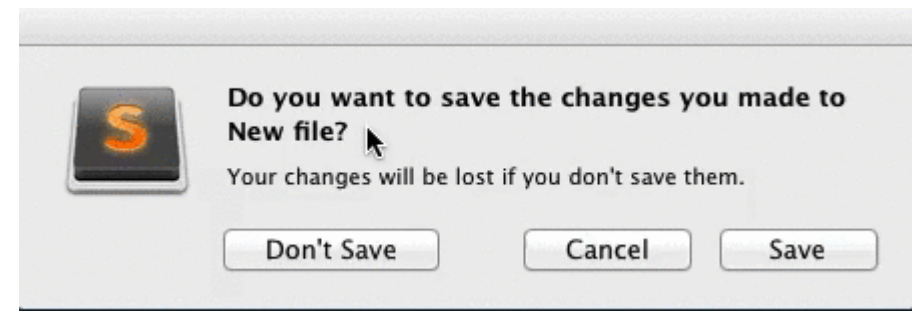 S
Do you want to save the changes you made to
New file?
Your changes will be lost if you don't save them.
Don't Save Cancel Save